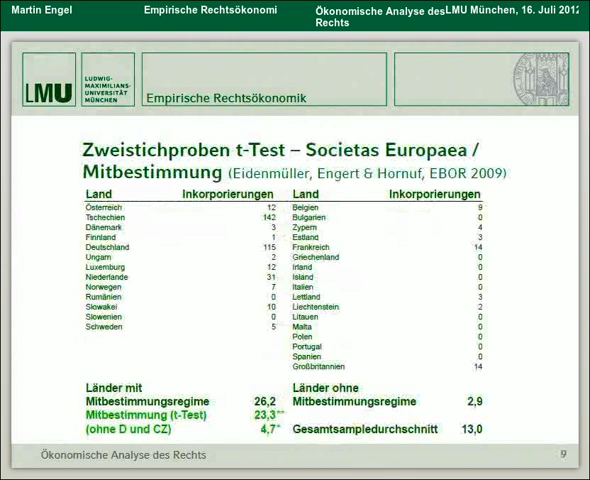 Martin Engel Empirische Rechtsökonomi Ökonomische Analyse des LMU München, 16. Juli 2012
Rechts
LMU
LUDWIG-
MAXIMILIANS-
UNIVERSITÄT
MÜNCHEN
Empirische Rechtsökonomik
Zweistichproben t-Test – Societas Europaea /
Mitbestimmung (Eidenmüller, Engert & Hornuf, EBOR 2009)
Land Inkorporierungen Land Inkorporierungen
Österreich 12 Belgien 9
Tschechien 142 Bulgarien 0
Dänemark 3 Zypern 4
Finnland 1 Estland 3
Deutschland 115 Frankreich 14
Ungarn 2 Griechenland 0
Luxemburg 12 Irland 0
Niederlande 31 Island 0
Norwegen 7 Italien 0
Rumänien 0 Lettland 3
Slowakei 10 Liechtenstein 2
Slowenien 0 Litauen 0
Schweden 5 Malta 0
Polen 0
Portugal 0
Spanien 0
Großbritannien 14
Länder mit Länder ohne
Mitbestimmungsregime 26,2 Mitbestimmungsregime 2,9
Mitbestimmung (t-Test) 23,3**
(ohne D und CZ) 4,7* Gesamtsampledurchschnitt 13,0
Ökonomische Analyse des Rechts 9